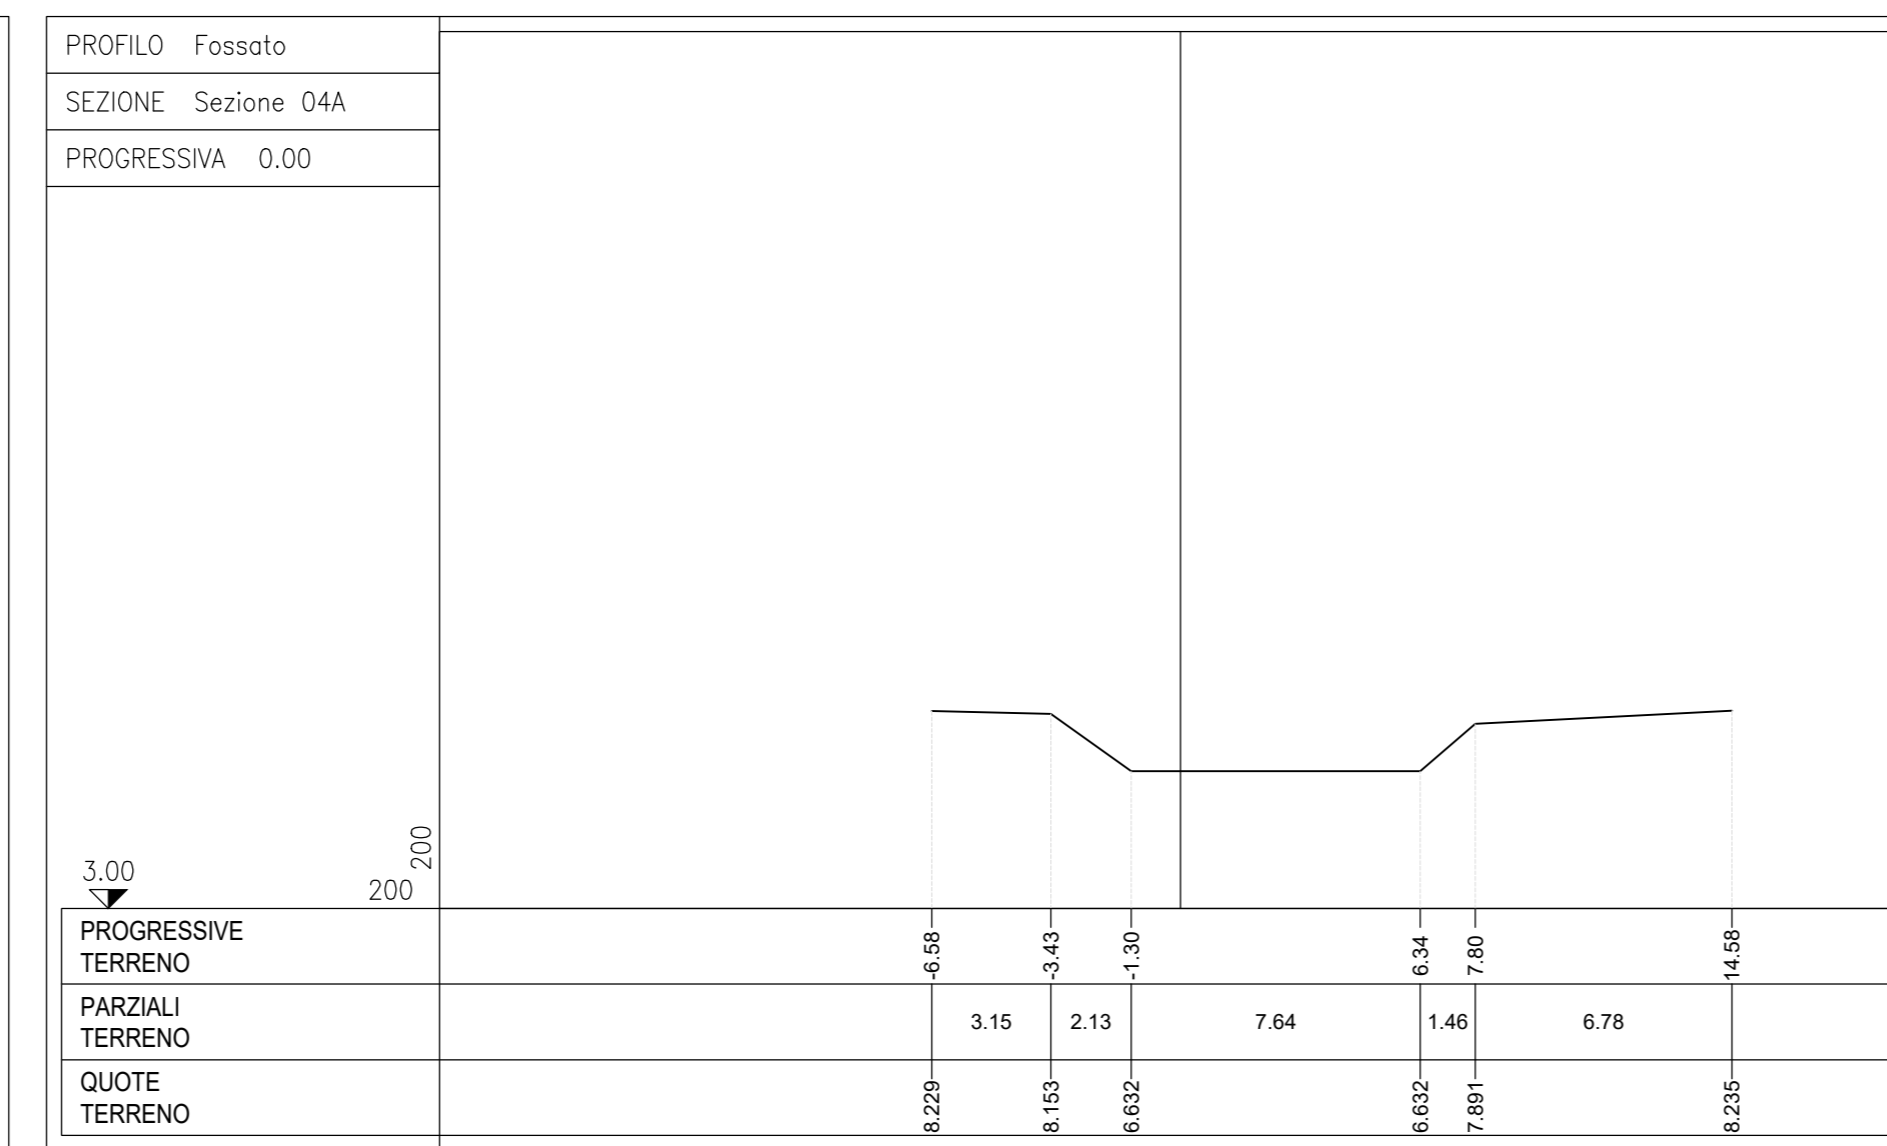 PROFILO Fossato
SEZIONE Sezione 04A
PROGRESSIVA 0.00
200
3.00
200
PROGRESSIVE
TERRENO
-6.58 -3.43 -1.30 6.34 7.80 14.58
PARZIALI
TERRENO
3.15 2.13 7.64 1.46 6.78
QUOTE
TERRENO
8.229 8.153 6.632 6.632 7.891 8.235